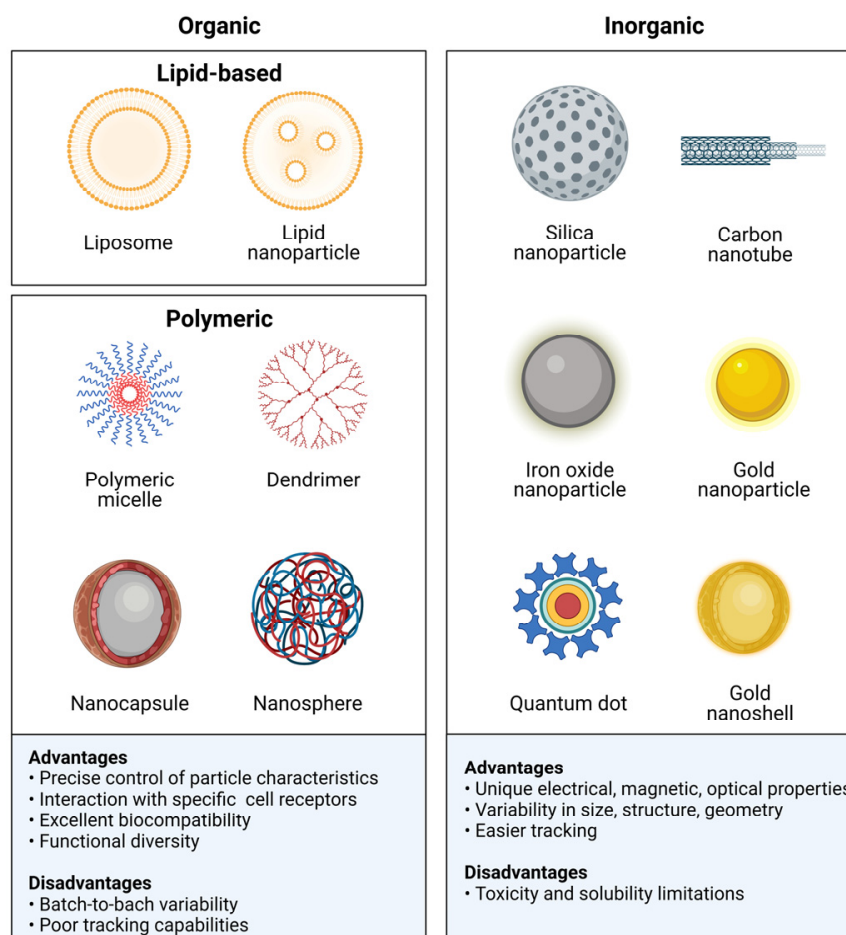 Organic
Lipid-based
Liposome
Lipid
nanoparticle
Polymeric
Polymeric
micelle
Dendrimer
Nanocapsule
Nanosphere
Advantages
• Precise control of particle characteristics
• Interaction with specific cell receptors
• Excellent biocompatibility
• Functional diversity
Disadvantages
• Batch-to-bach variability
• Poor tracking capabilities
Inorganic
Silica
nanoparticle
Carbon
nanotube
Iron oxide
nanoparticle
Gold
nanoparticle
Quantum dot
Gold
nanoshell
Advantages
• Unique electrical, magnetic, optical properties
• Variability in size, structure, geometry
• Easier tracking
Disadvantages
• Toxicity and solubility limitations